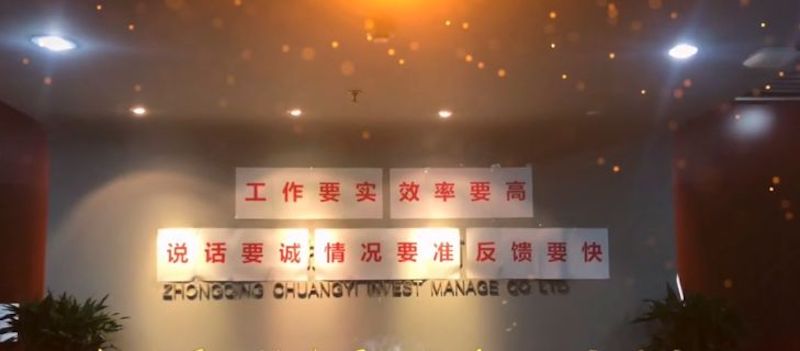 工作要实 效率要高
说话要诚 情况要准 反馈要快
ZHONGQING CHUANGYI INVEST MANAGE CO LTD